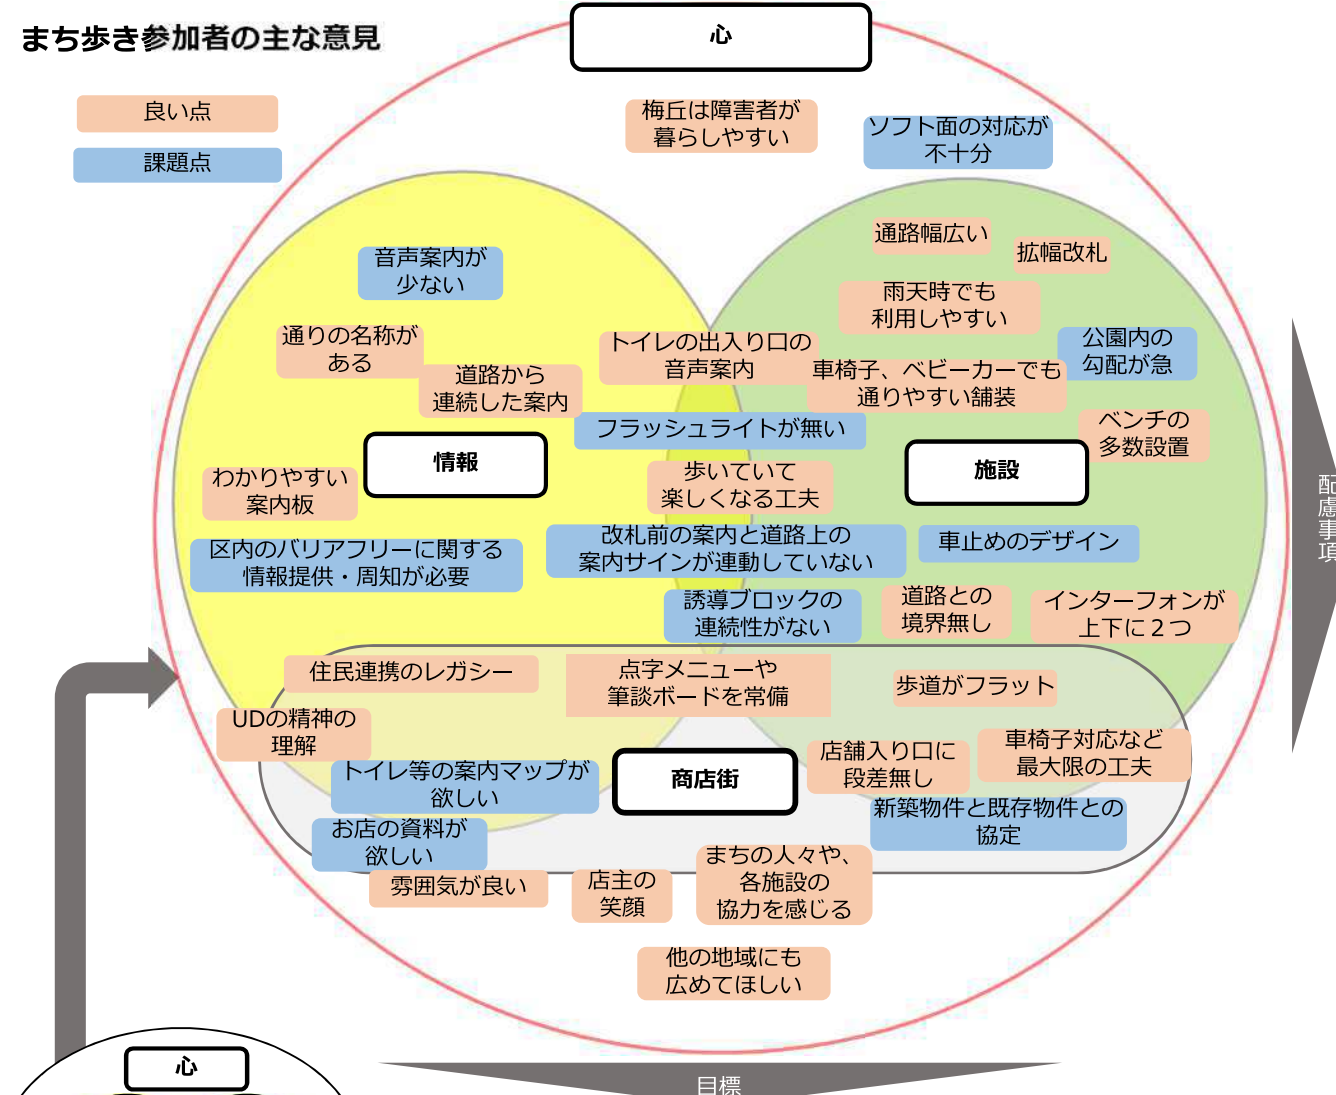 まち歩き参加者の主な意見
心
良い点
課題点
梅丘は障害者が
暮らしやすい
ソフト面の対応が
不十分
音声案内が
少ない
通りの名称が
ある
道路から
連続した案内
情報
わかりやすい
案内板
区内のバリアフリーに関する
情報提供・周知が必要
トイレの出入り口の
音声案内
フラッシュライトが無い
歩いていて
楽しくなる工夫
改札前の案内と道路上の
案内サインが連動していない
誘導ブロックの
連続性がない
通路幅広い
拡幅改札
雨天時でも
利用しやすい
公園内の
勾配が急
車椅子、ベビーカーでも
通りやすい舗装
ベンチの
多数設置
施設
車止めのデザイン
道路との
境界無し
インターフォンが
上下に２つ
配慮事項
住民連携のレガシー
点字メニューや
筆談ボードを常備
歩道がフラット
UDの精神の
理解
トイレ等の案内マップが
欲しい
商店街
店舗入り口に
段差無し
車椅子対応など
最大限の工夫
お店の資料が
欲しい
新築物件と既存物件との
協定
雰囲気が良い
店主の
笑顔
まちの人々や、
各施設の
協力を感じる
他の地域にも
広めてほしい
心
目標